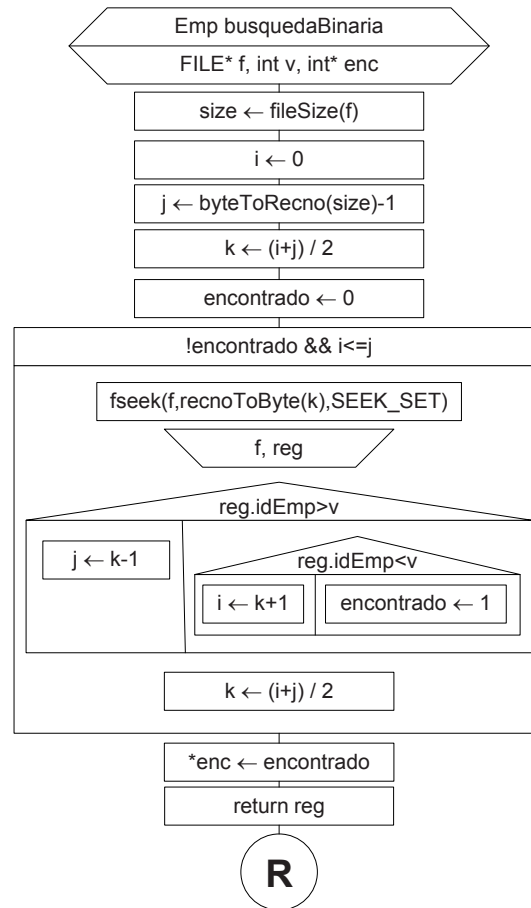 Emp busquedaBinaria
FILE* f, int v, int* enc
size ← fileSize(f)
i ← 0
j ← byteToRecno(size)-1
k ← (i+j) / 2
encontrado ← 0
!encontrado && i<=j
fseek(f,recnoToByte(k),SEEK_SET)
f, reg
reg.idEmp>v
j ← k-1
reg.idEmp<v
i ← k+1
encontrado ← 1
k ← (i+j) / 2
*enc ← encontrado
return reg
R